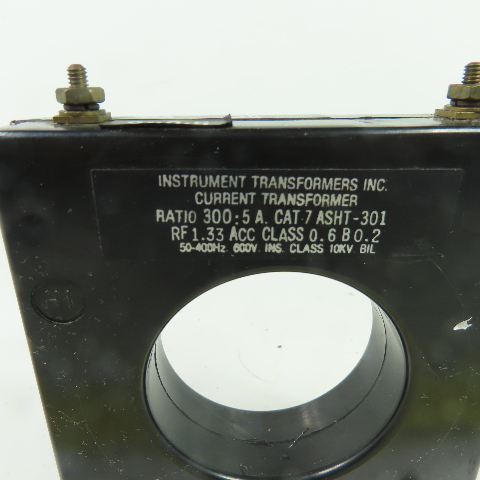 INSTRUMENT TRANSFORMERS INC.
CURRENT TRANSFORMER
RATIO 300:5 A. CAT. 7 ASHT-301
RF 1.33 ACC CLASS 0.6 B0.2
50-400Hz. 600V. INS. CLASS 10KV BIL
H1